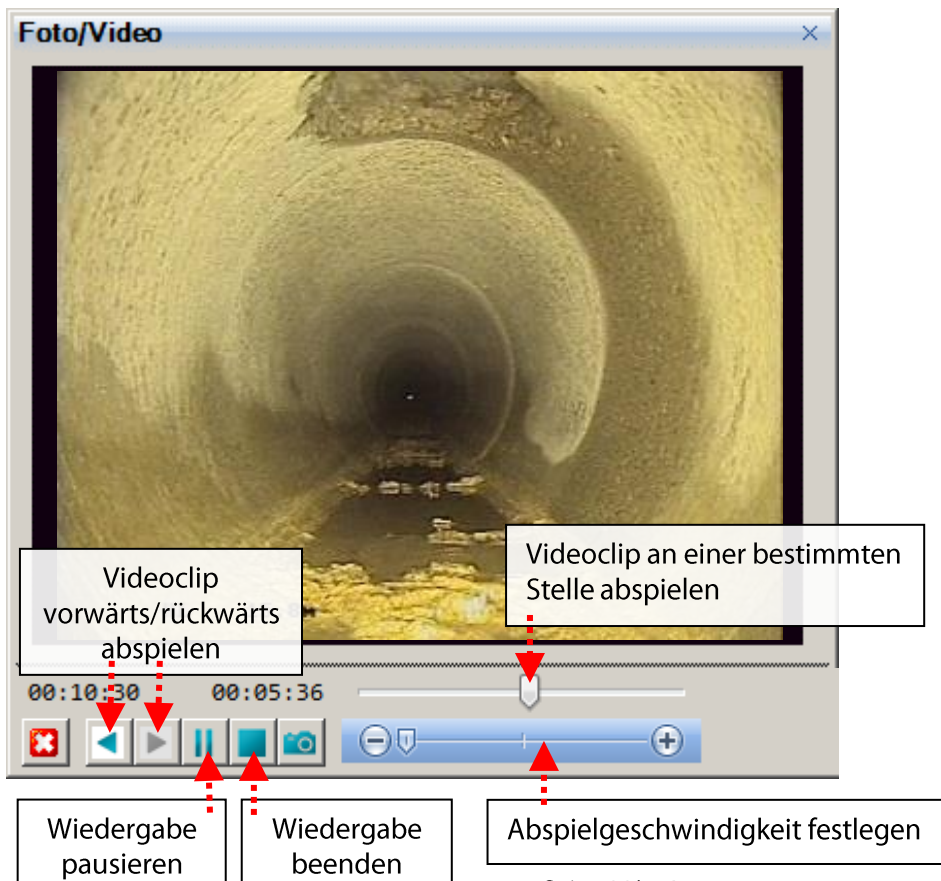 Foto/Video
Videoclip an einer bestimmten
Stelle abspielen
Videoclip
vorwärts/rückwärts
abspielen
00:10:30 00:05:36
Wiedergabe
pausieren
Wiedergabe
beenden
Abspielgeschwindigkeit festlegen